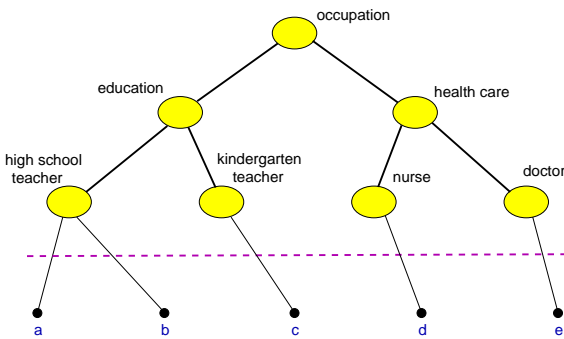 occupation
education
health care
high school
teacher
kindergarten
teacher
nurse
doctor
a
b
c
d
e